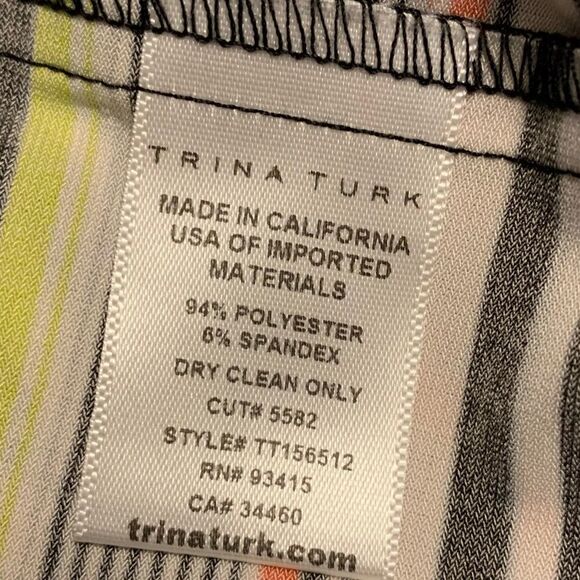 TRINA TURK
MADE IN CALIFORNIA
USA OF IMPORTED
MATERIALS
94% POLYESTER
6% SPANDEX
DRY CLEAN ONLY
CUT# 5582
STYLE# TT156512
RN# 93415
CA# 34460
trinaturk.com